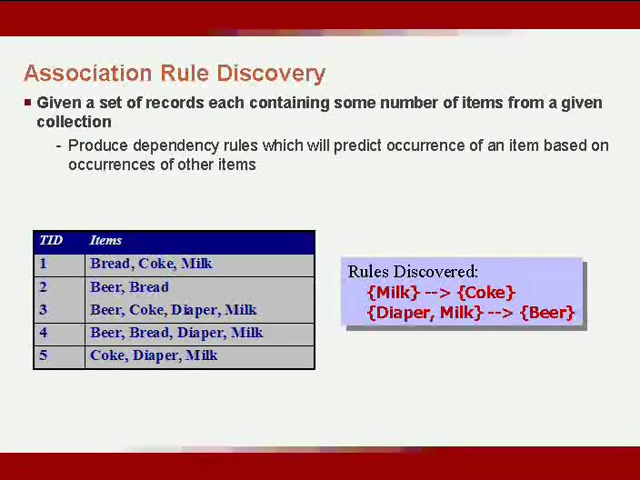 Association Rule Discovery
Given a set of records each containing some number of items from a given
collection
- Produce dependency rules which will predict occurrence of an item based on
occurrences of other items
TID Items
1 Bread, Coke, Milk
2 Beer, Bread
3 Beer, Coke, Diaper, Milk
4 Beer, Bread, Diaper, Milk
5 Coke, Diaper, Milk
Rules Discovered:
{Milk} --> {Coke}
{Diaper, Milk} --> {Beer}